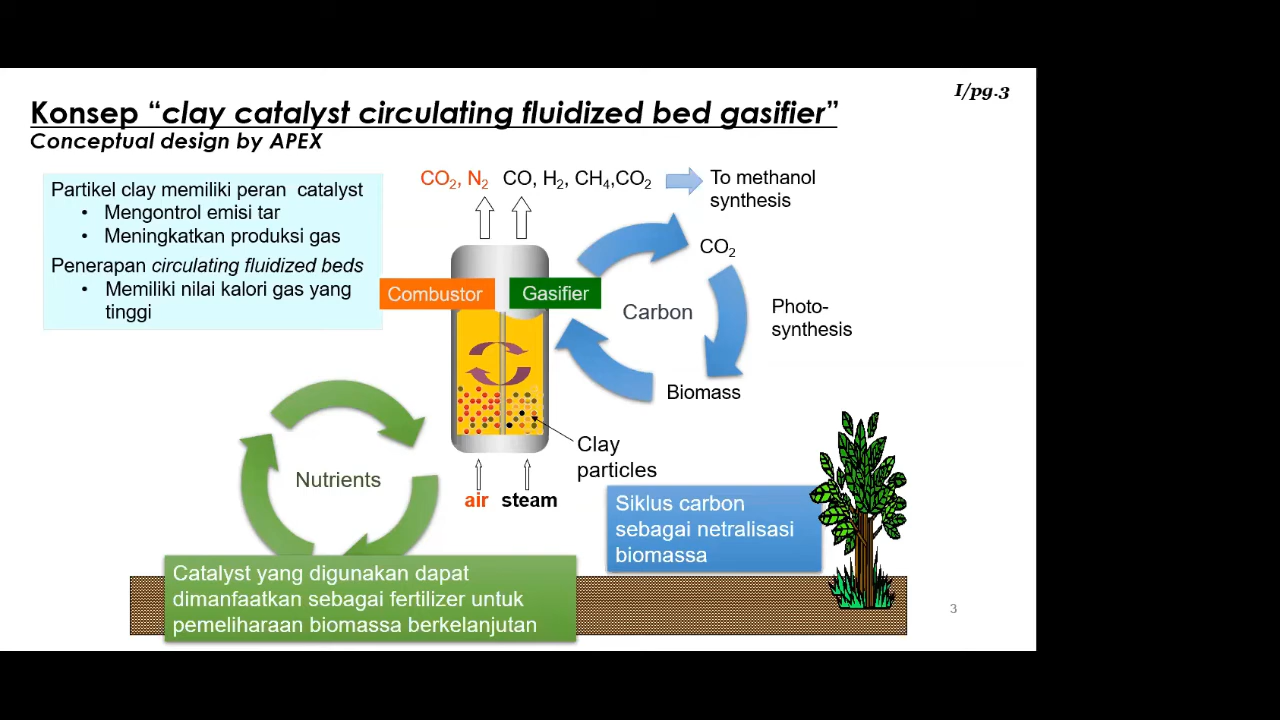 I/pg.3
Konsep “clay catalyst circulating fluidized bed gasifier”
Conceptual design by APEX
Partikel clay memiliki peran catalyst
• Mengontrol emisi tar
• Meningkatkan produksi gas
Penerapan circulating fluidized beds
• Memiliki nilai kalori gas yang
tinggi
CO2, N2
CO, H2, CH4,CO2
To methanol
synthesis
Combustor
Gasifier
CO2
Carbon
Photo-
synthesis
Biomass
Clay
particles
air
steam
Nutrients
Siklus carbon
sebagai netralisasi
biomassa
Catalyst yang digunakan dapat
dimanfaatkan sebagai fertilizer untuk
pemeliharaan biomassa berkelanjutan
3